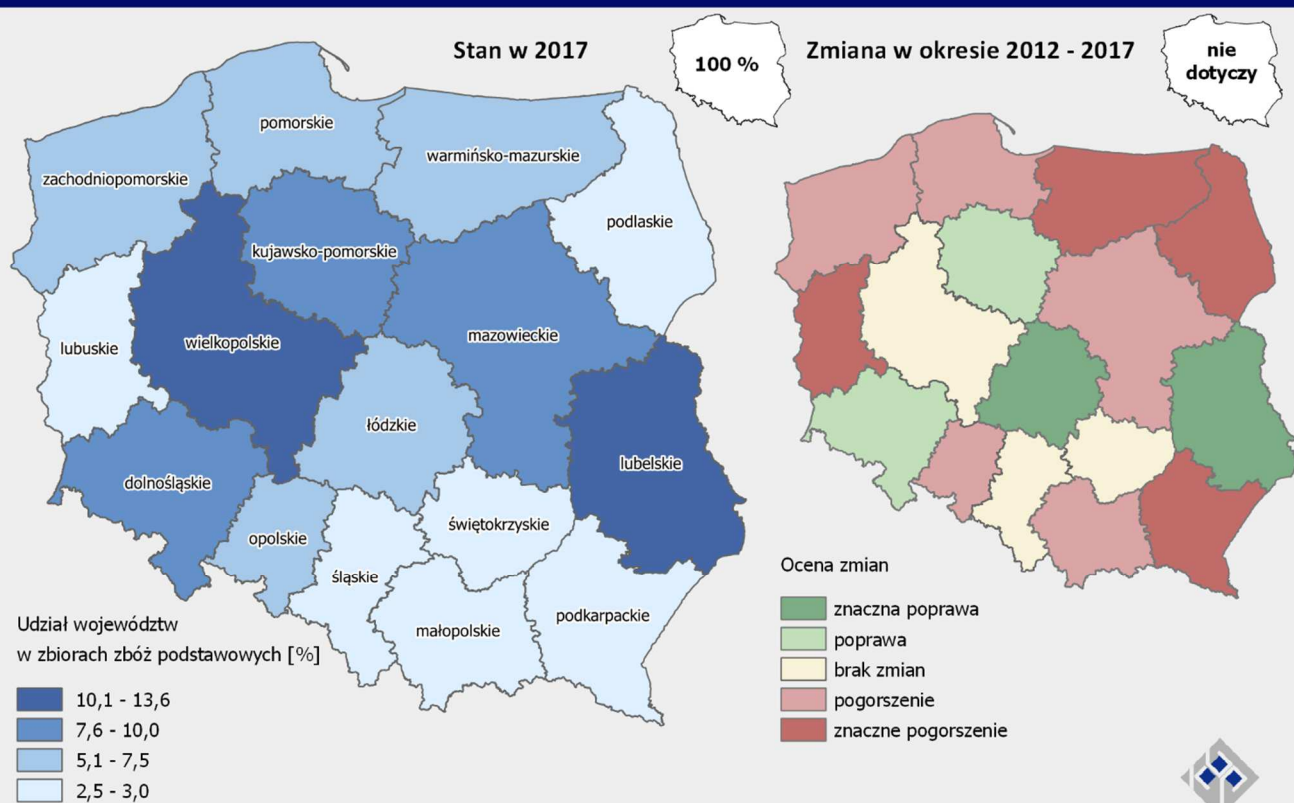 Stan w 2017
100 %
Zmiana w okresie 2012 - 2017
nie
dotyczy
pomorskie
warmińsko-mazurskie
zachodniopomorskie
podlaskie
kujawsko-pomorskie
mazowieckie
lubuskie
wielkopolskie
łódzkie
lubelskie
dolnośląskie
świętokrzyskie
opolskie
śląskie
podkarpackie
małopolskie
Udział województw
w zbiorach zbóż podstawowych [%]
10,1 - 13,6
7,6 - 10,0
5,1 - 7,5
2,5 - 3,0
Ocena zmian
znaczna poprawa
poprawa
brak zmian
pogorszenie
znaczne pogorszenie